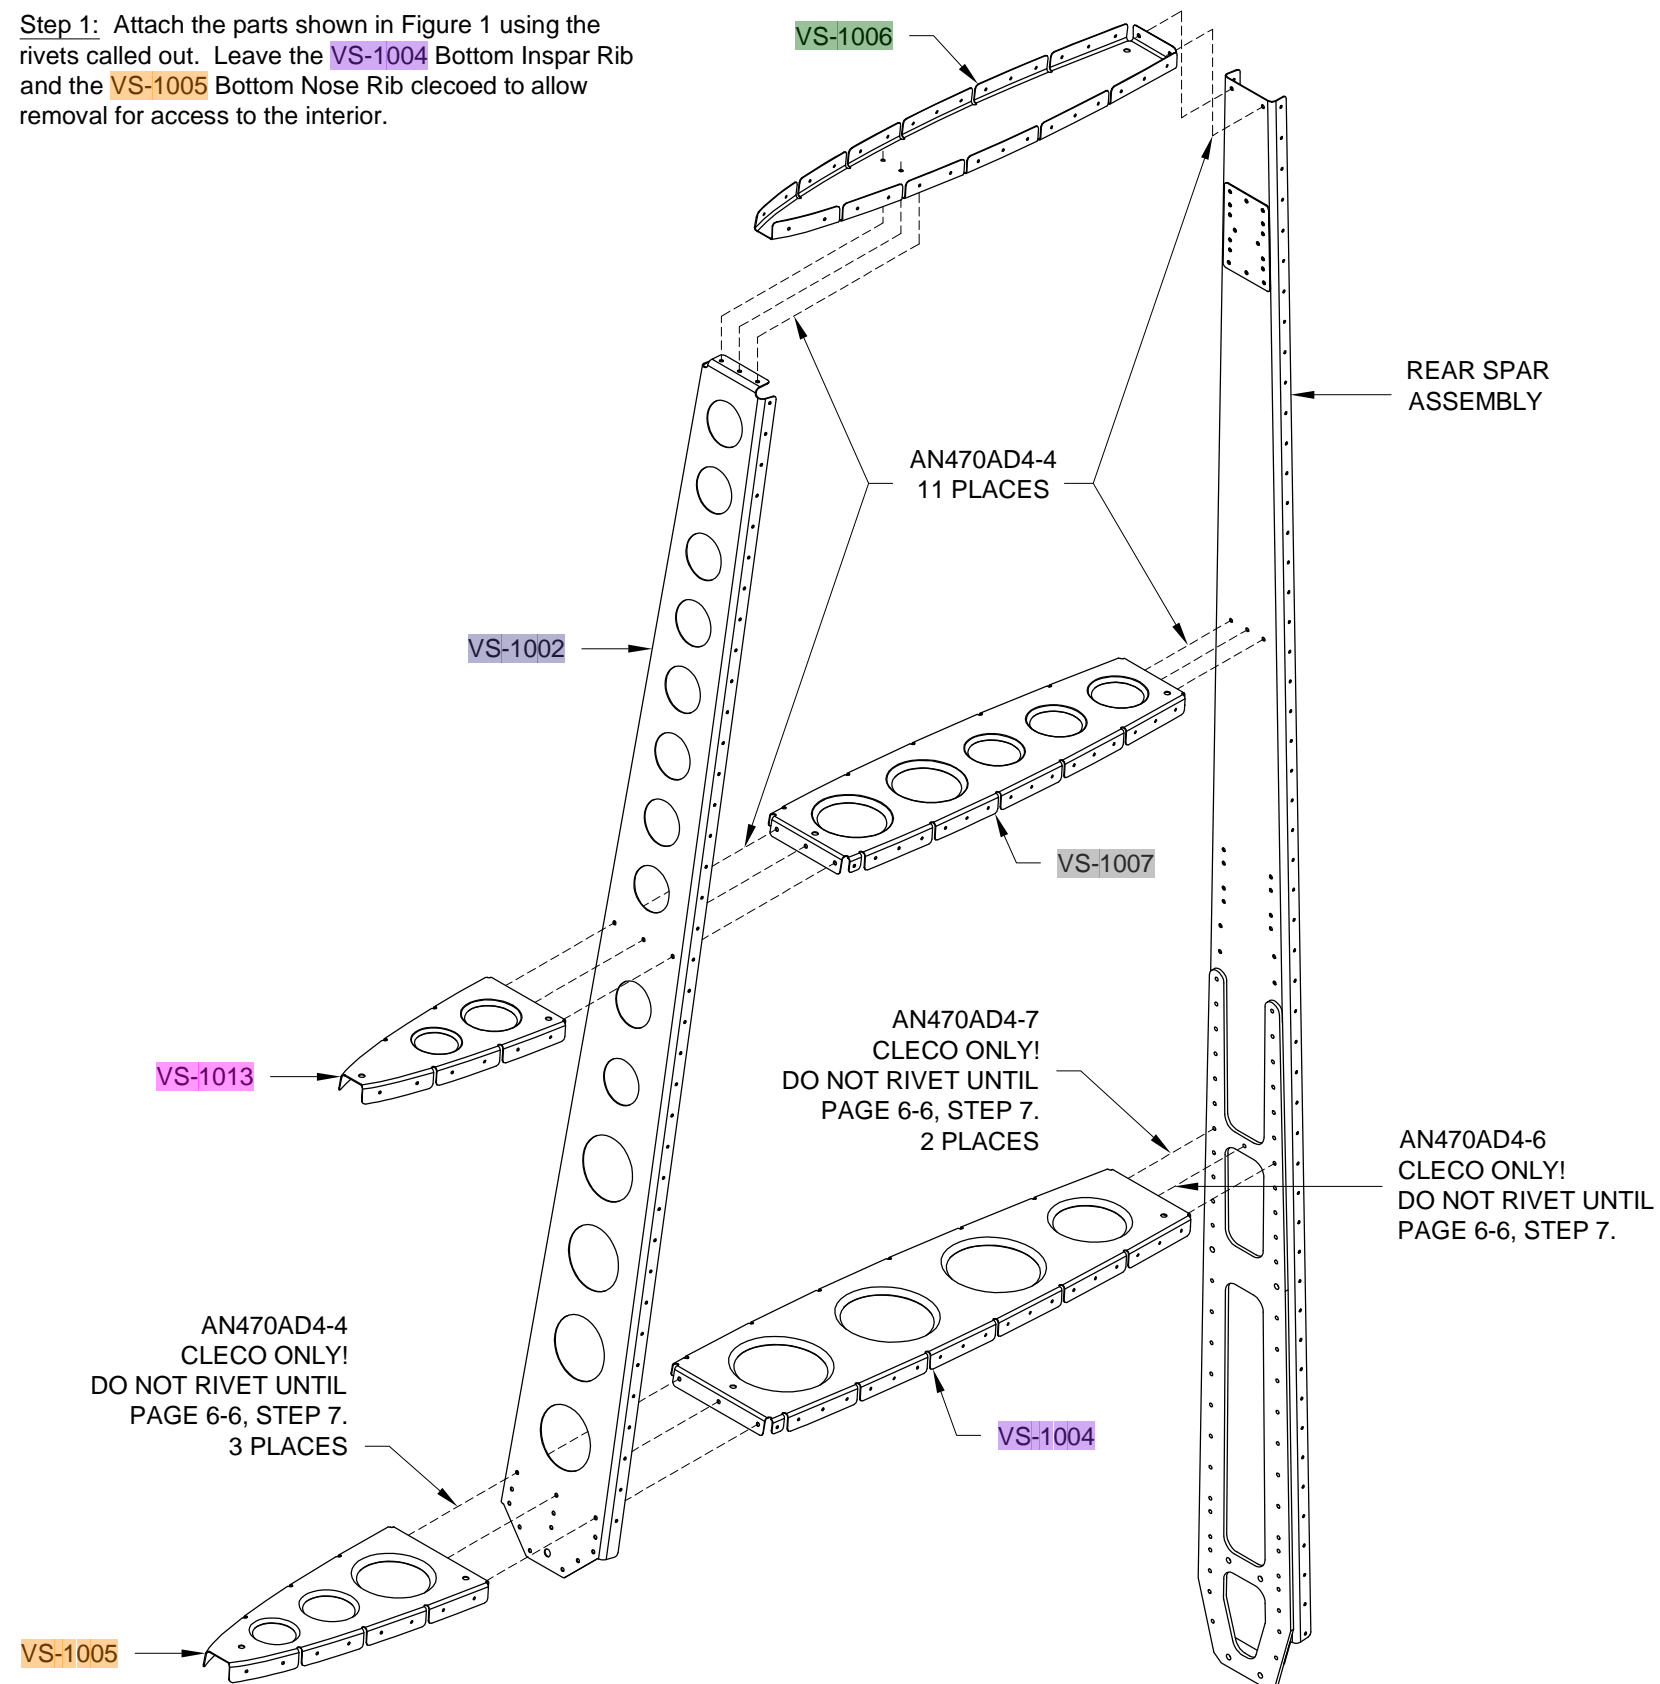 Step 1: Attach the parts shown in Figure 1 using the
rivets called out. Leave the VS-1004 Bottom Inspar Rib
and the VS-1005 Bottom Nose Rib clecoed to allow
removal for access to the interior.
VS-1006
REAR SPAR
ASSEMBLY
AN470AD4-4
11 PLACES
VS-1002
VS-1007
AN470AD4-7
CLECO ONLY!
DO NOT RIVET UNTIL
PAGE 6-6, STEP 7.
2 PLACES
VS-1013
AN470AD4-6
CLECO ONLY!
DO NOT RIVET UNTIL
PAGE 6-6, STEP 7.
AN470AD4-4
CLECO ONLY!
DO NOT RIVET UNTIL
PAGE 6-6, STEP 7.
3 PLACES
VS-1004
VS-1005